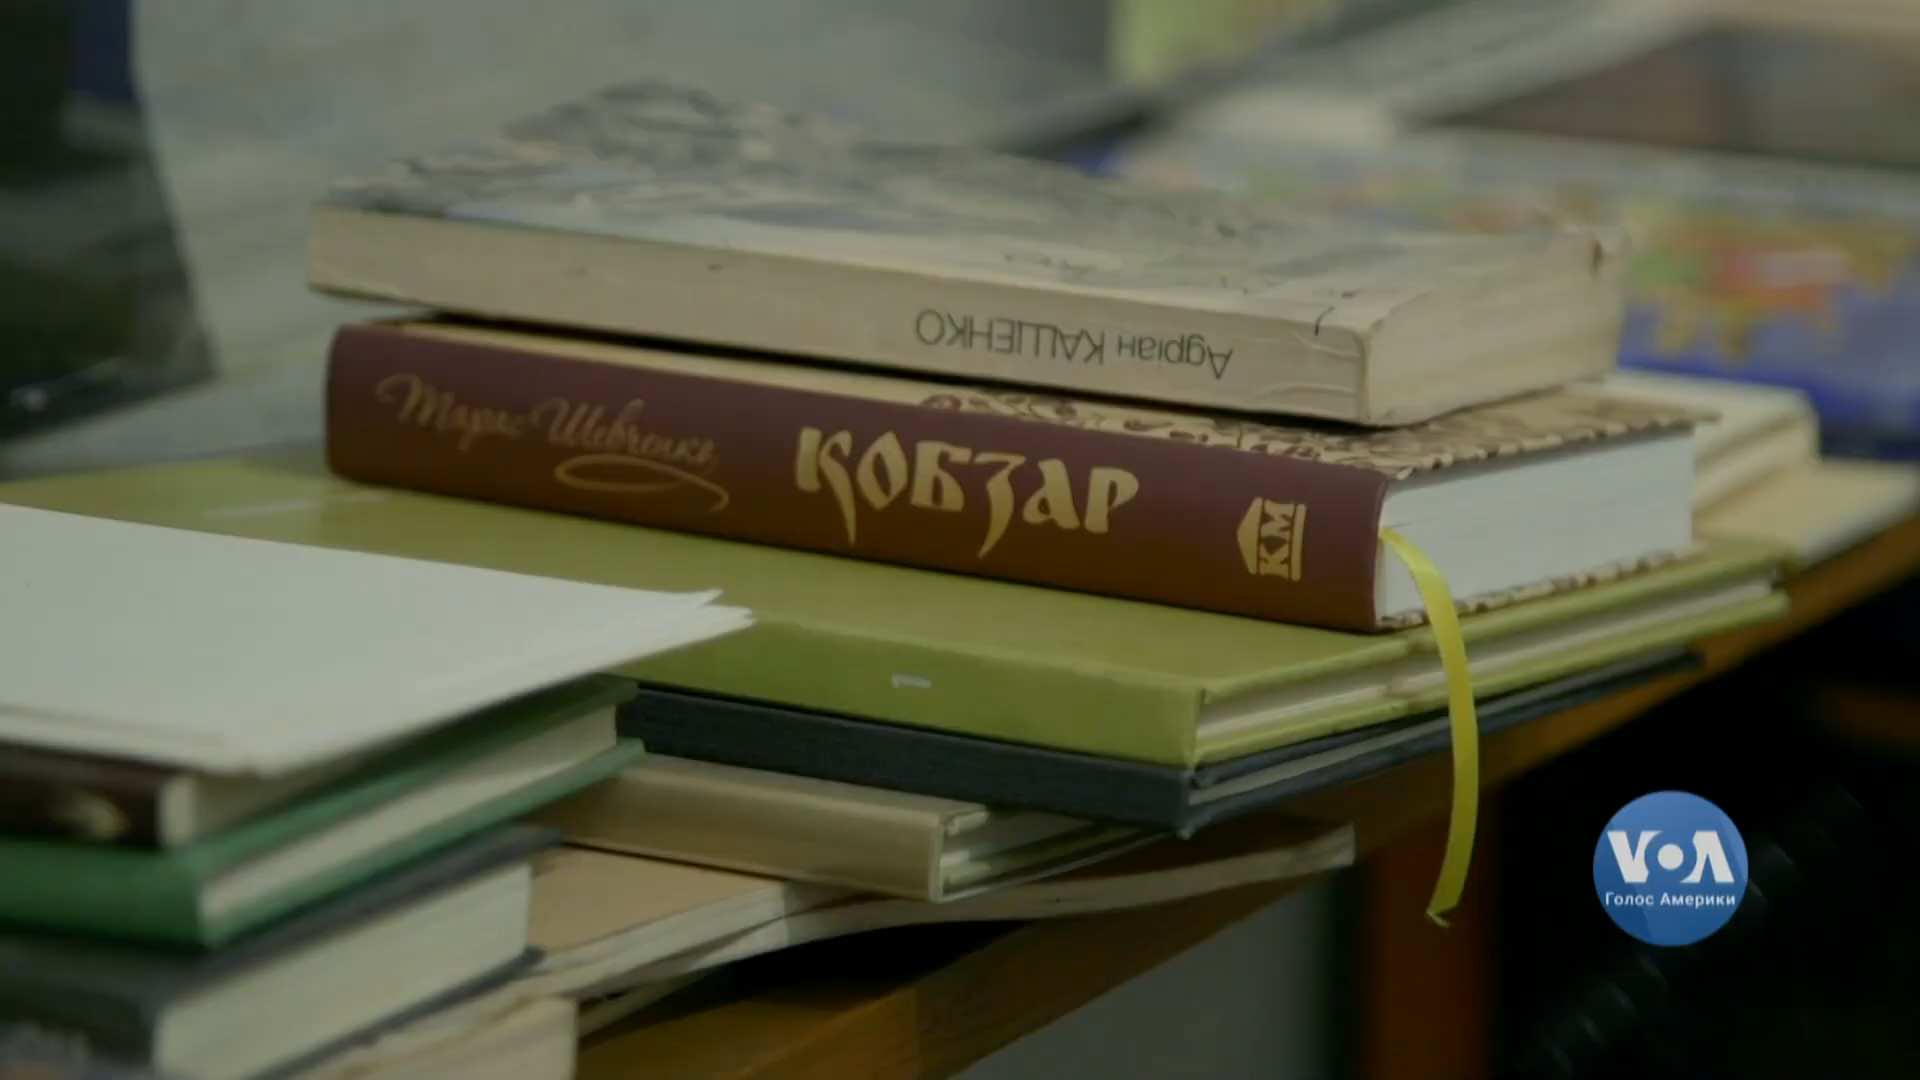 Адріан КАЩЕНКО
Тарас Шевченко
КОБЗАР
КМ
VOA
Голос Америки